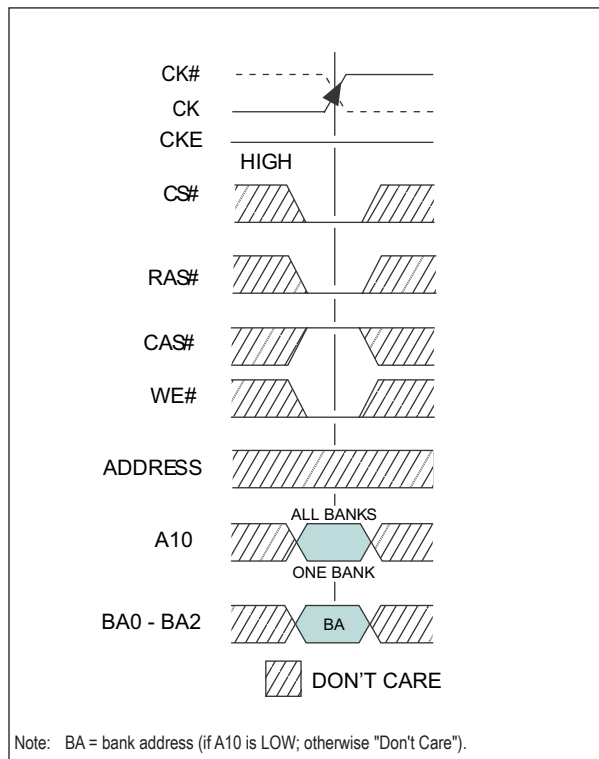 CK#
CK
CKE
HIGH
CS#
RAS#
CAS#
WE#
ADDRESS
ALL BANKS
A10
ONE BANK
BA0 - BA2
BA
DON'T CARE
Note: BA = bank address (if A10 is LOW; otherwise "Don't Care").